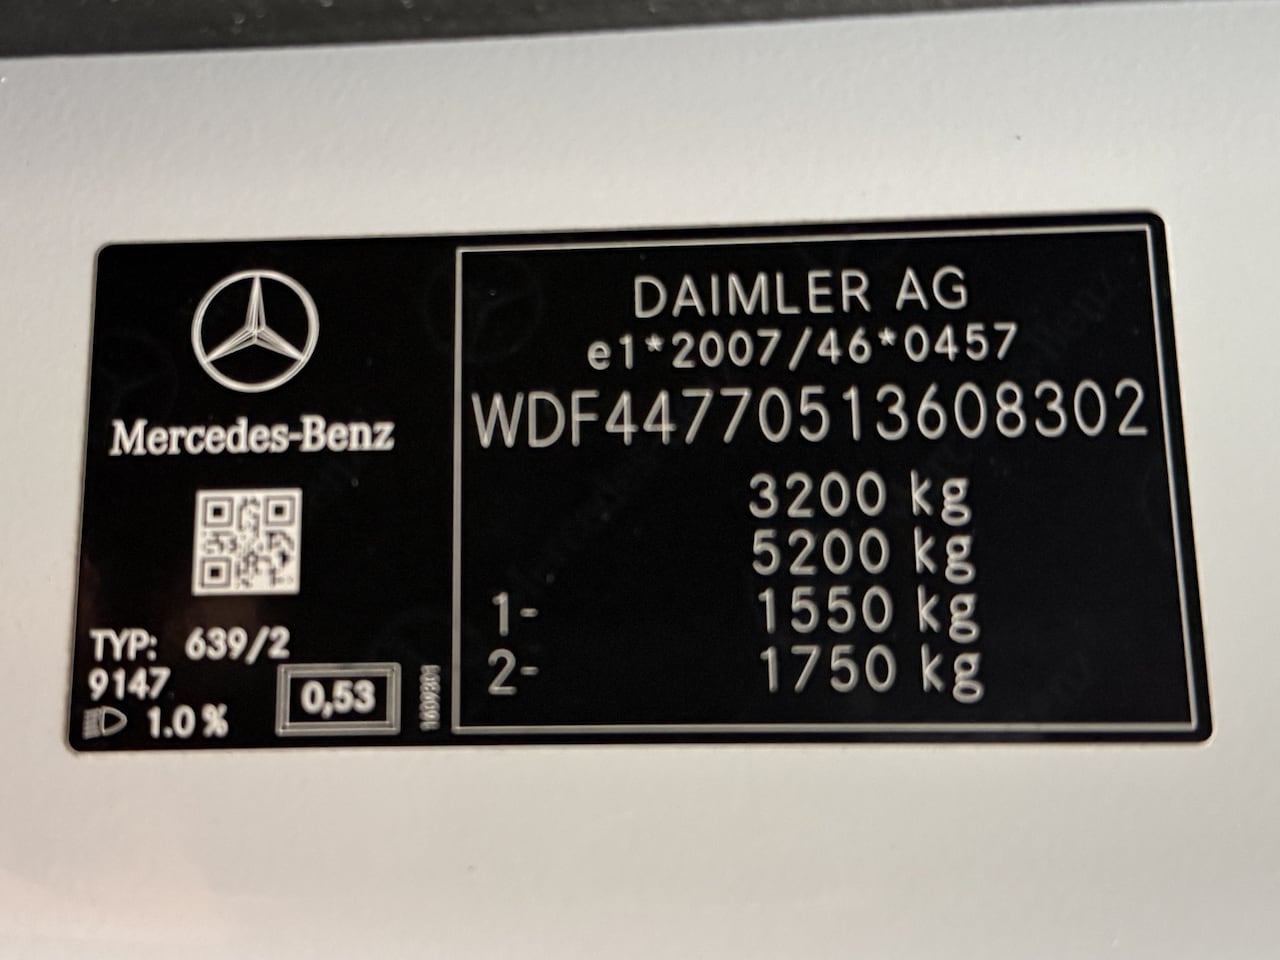 Mercedes-Benz
TYP: 639/2
9147
1.0 %
0,53
1609301
DAIMLER AG
e1*2007/46*0457
WDF44770513608302
3200 kg
5200 kg
1- 1550 kg
2- 1750 kg